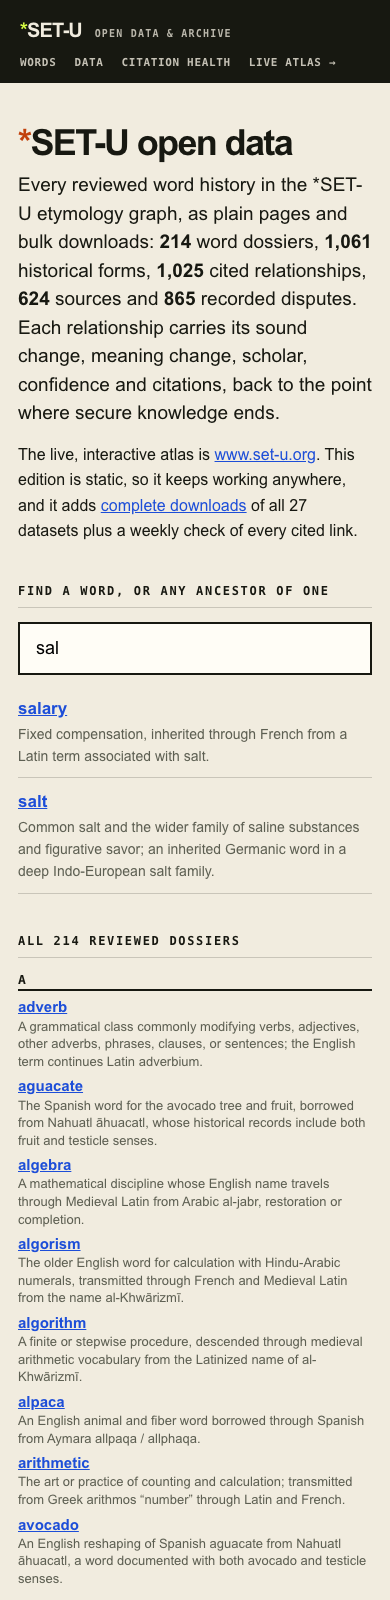 *SET-U OPEN DATA & ARCHIVE
WORDS DATA CITATION HEALTH LIVE ATLAS →
*SET-U open data
Every reviewed word history in the *SET-
U etymology graph, as plain pages and
bulk downloads: 214 word dossiers, 1,061
historical forms, 1,025 cited relationships,
624 sources and 865 recorded disputes.
Each relationship carries its sound
change, meaning change, scholar,
confidence and citations, back to the point
where secure knowledge ends.
The live, interactive atlas is www.set-u.org. This
edition is static, so it keeps working anywhere,
and it adds complete downloads of all 27
datasets plus a weekly check of every cited link.
FIND A WORD, OR ANY ANCESTOR OF ONE
sal
salary
Fixed compensation, inherited through French from a
Latin term associated with salt.
salt
Common salt and the wider family of saline substances
and figurative savor; an inherited Germanic word in a
deep Indo-European salt family.
ALL 214 REVIEWED DOSSIERS
A
adverb
A grammatical class commonly modifying verbs, adjectives,
other adverbs, phrases, clauses, or sentences; the English
term continues Latin adverbium.
aguacate
The Spanish word for the avocado tree and fruit, borrowed
from Nahuatl āhuacatl, whose historical records include both
fruit and testicle senses.
algebra
A mathematical discipline whose English name travels
through Medieval Latin from Arabic al-jabr, restoration or
completion.
algorism
The older English word for calculation with Hindu-Arabic
numerals, transmitted through French and Medieval Latin
from the name al-Khwārizmī.
algorithm
A finite or stepwise procedure, descended through medieval
arithmetic vocabulary from the Latinized name of al-
Khwārizmī.
alpaca
An English animal and fiber word borrowed through Spanish
from Aymara allpaqa / allphaqa.
arithmetic
The art or practice of counting and calculation; transmitted
from Greek arithmos “number” through Latin and French.
avocado
An English reshaping of Spanish aguacate from Nahuatl
āhuacatl, a word documented with both avocado and testicle
senses.